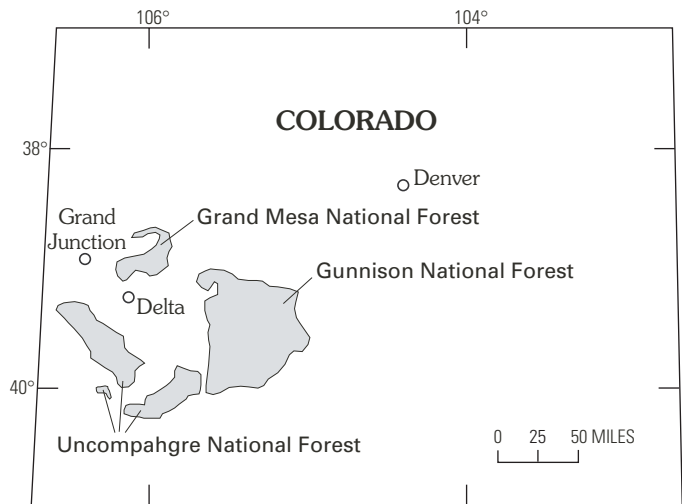 106°
104°
COLORADO
38°
Denver
Grand
Junction
Grand Mesa National Forest
Gunnison National Forest
Delta
40°
Uncompahgre National Forest
0 25 50 MILES